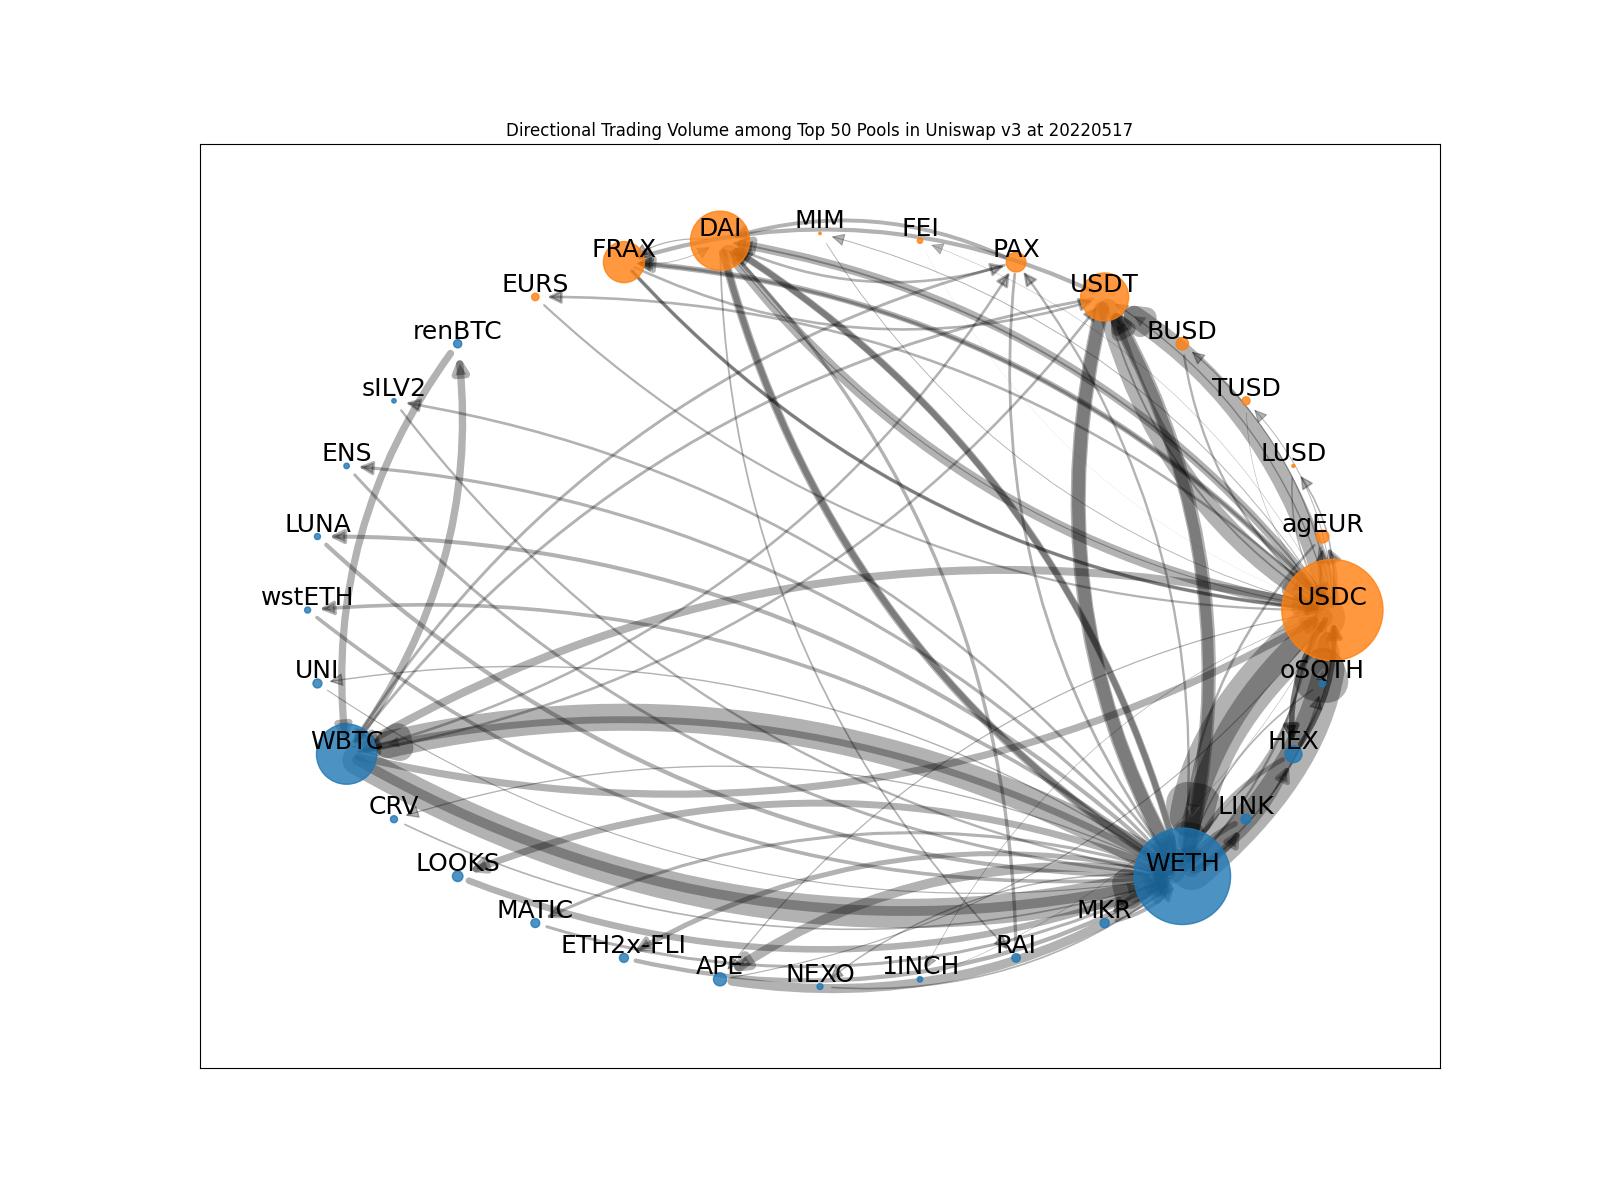 Directional Trading Volume among Top 50 Pools in Uniswap v3 at 20220517
MIM
DAI
FEI
FRAX
PAX
EURS
USDT
renBTC
BUSD
sILV2
TUSD
ENS
LUSD
LUNA
agEUR
wstETH
USDC
UNI
oSQTH
WBTC
HEX
CRV
LINK
LOOKS
WETH
MATIC
MKR
ETH2x-FLI
RAI
APE
NEXO
1INCH